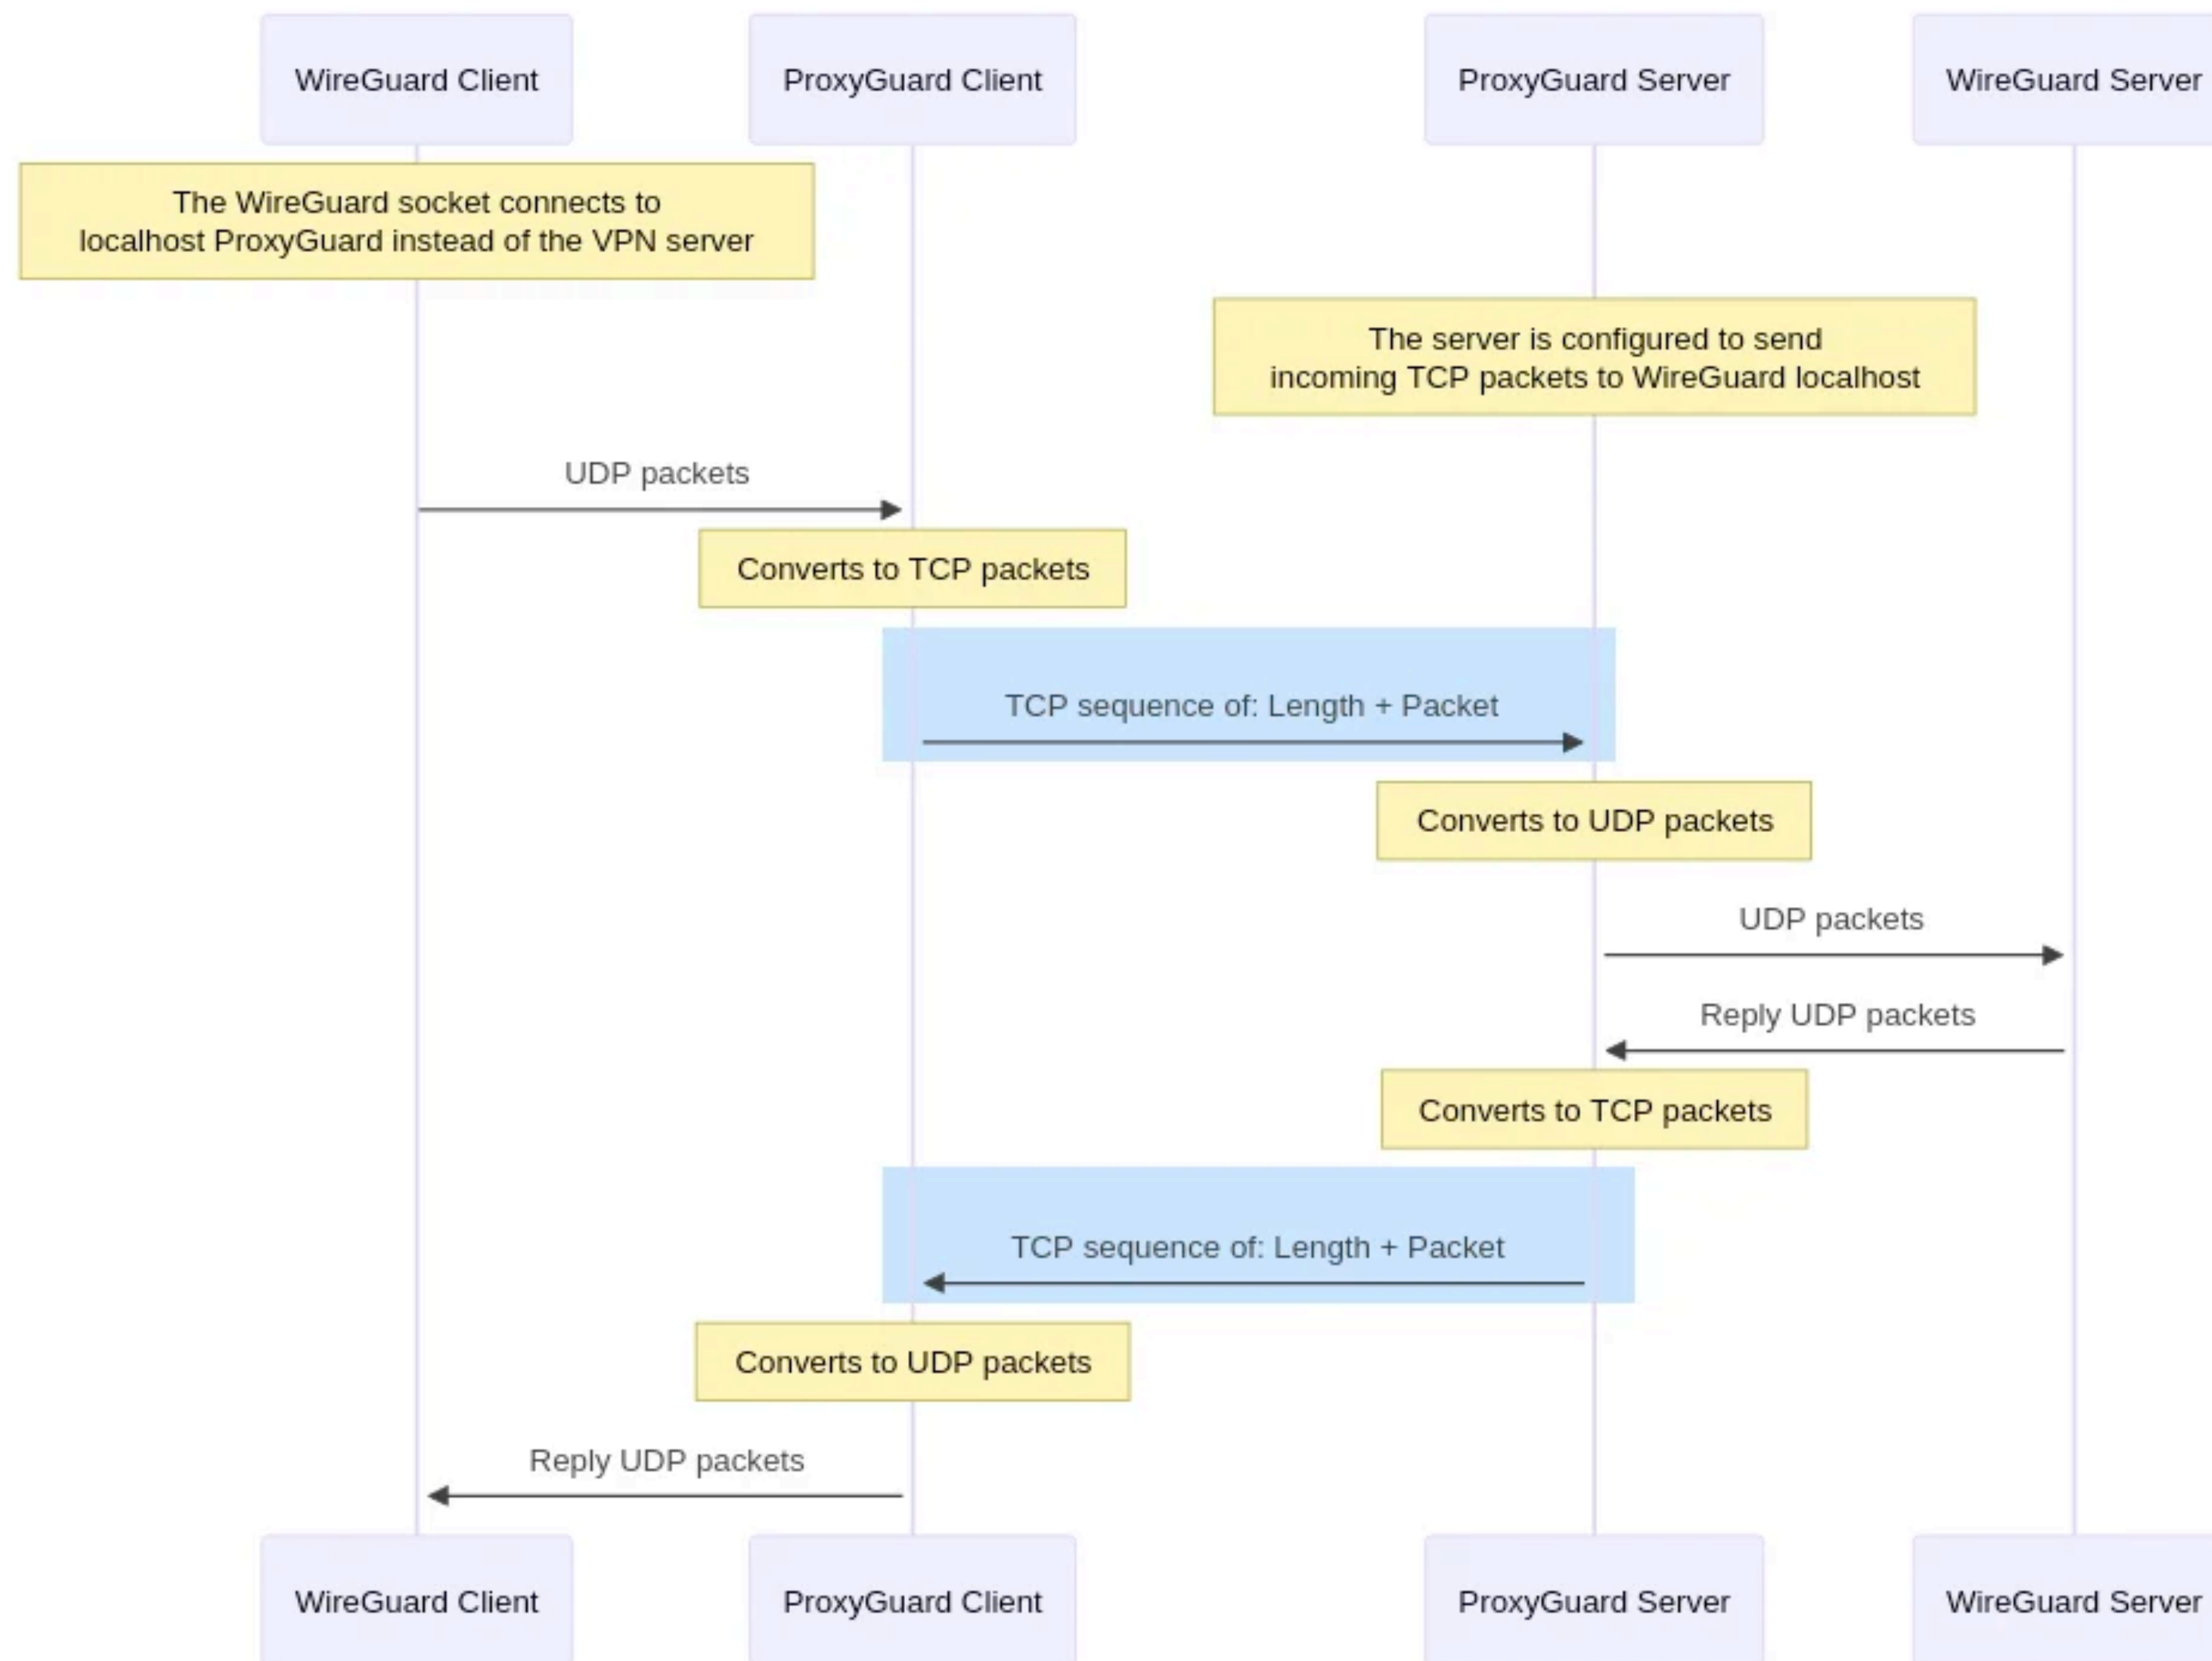 WireGuard Client
ProxyGuard Client
ProxyGuard Server
WireGuard Server
The WireGuard socket connects to
localhost ProxyGuard instead of the VPN server
The server is configured to send
incoming TCP packets to WireGuard localhost
UDP packets
Converts to TCP packets
TCP sequence of: Length + Packet
Converts to UDP packets
UDP packets
Reply UDP packets
Converts to TCP packets
TCP sequence of: Length + Packet
Converts to UDP packets
Reply UDP packets
WireGuard Client
ProxyGuard Client
ProxyGuard Server
WireGuard Server